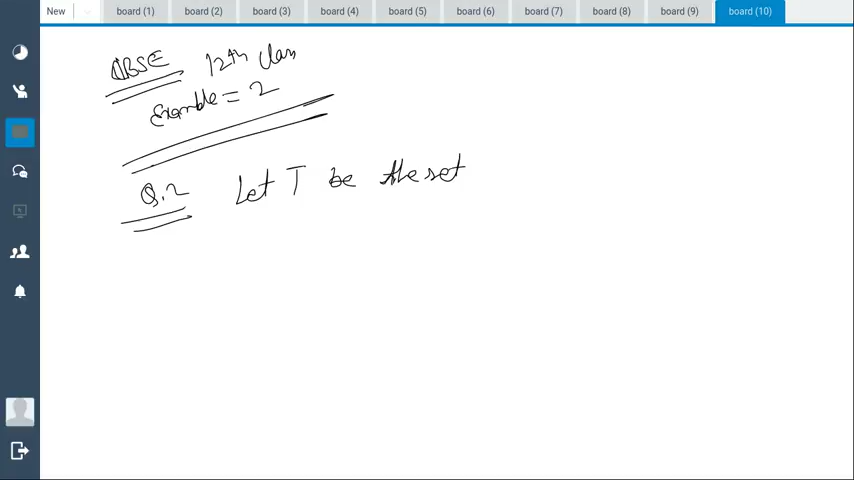 New board (1) board (2) board (3) board (4) board (5) board (6) board (7) board (8) board (9) board (10)
CBSE 12th class
Example = 2
Q.2 Let T be the set